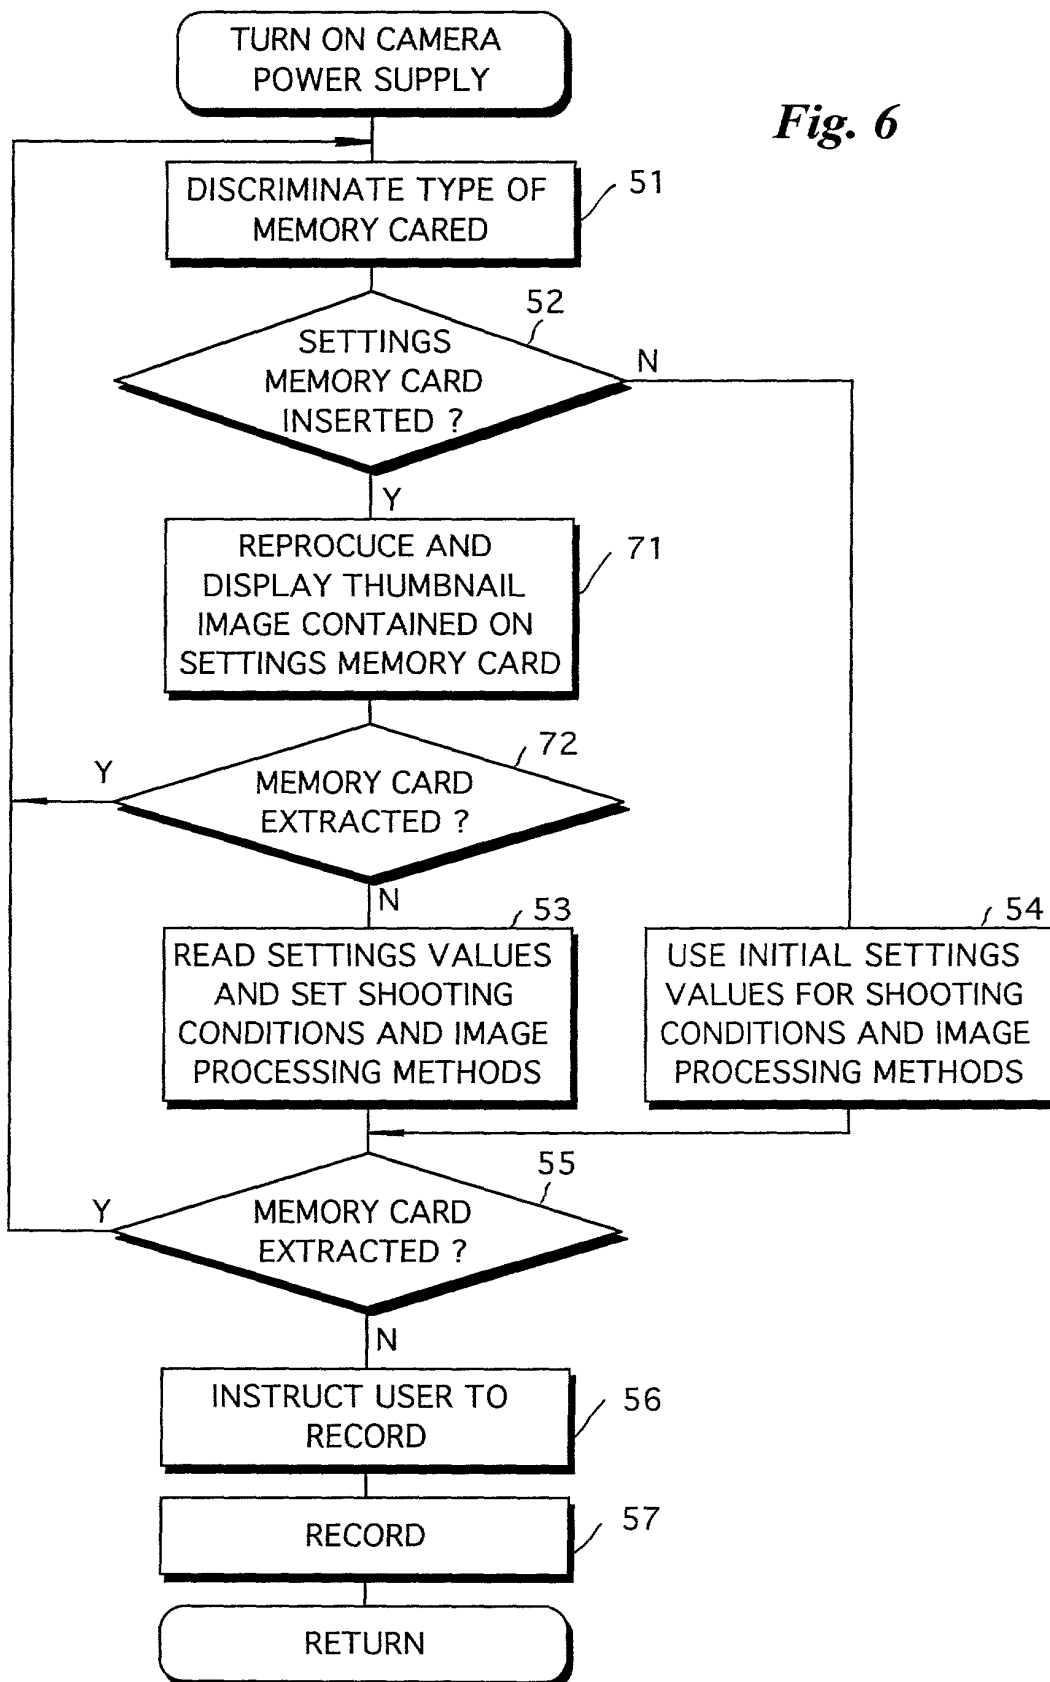 TURN ON CAMERA
POWER SUPPLY
Fig. 6
DISCRIMINATE TYPE OF
MEMORY CARED
51
52
SETTINGS
MEMORY CARD
INSERTED ?
N
Y
REPROCUCE AND
DISPLAY THUMBNAIL
IMAGE CONTAINED ON
SETTINGS MEMORY CARD
71
72
Y
MEMORY CARD
EXTRACTED ?
N
53
READ SETTINGS VALUES
AND SET SHOOTING
CONDITIONS AND IMAGE
PROCESSING METHODS
54
USE INITIAL SETTINGS
VALUES FOR SHOOTING
CONDITIONS AND IMAGE
PROCESSING METHODS
55
Y
MEMORY CARD
EXTRACTED ?
N
INSTRUCT USER TO
RECORD
56
RECORD
57
RETURN